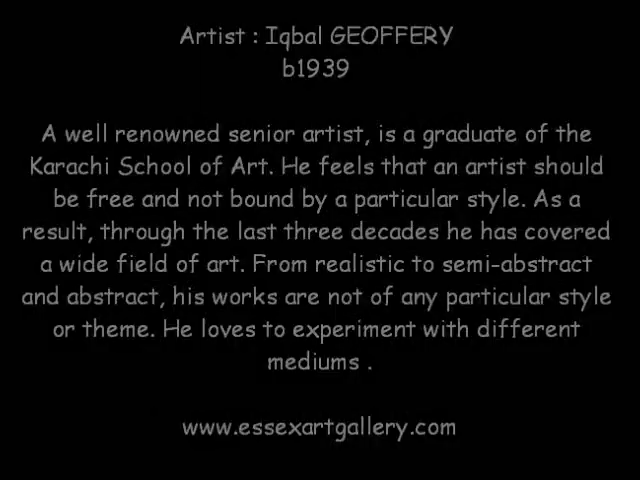 Artist : Iqbal GEOFFERY
b1939
A well renowned senior artist, is a graduate of the
Karachi School of Art. He feels that an artist should
be free and not bound by a particular style. As a
result, through the last three decades he has covered
a wide field of art. From realistic to semi-abstract
and abstract, his works are not of any particular style
or theme. He loves to experiment with different
mediums .
www.essexartgallery.com